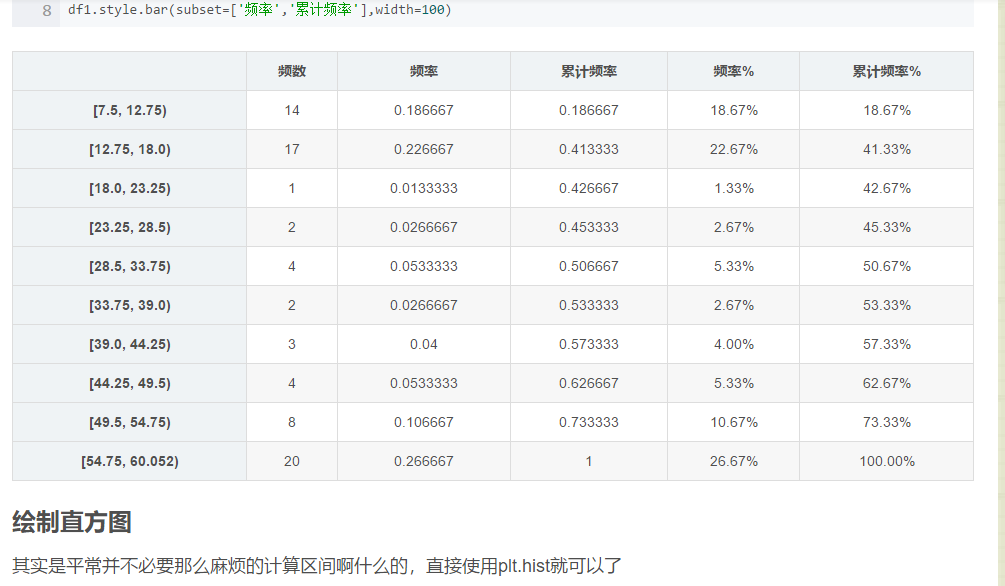 8 df1.style.bar(subset=['频率','累计频率'],width=100)
频数 频率 累计频率 频率% 累计频率%
[7.5, 12.75) 14 0.186667 0.186667 18.67% 18.67%
[12.75, 18.0) 17 0.226667 0.413333 22.67% 41.33%
[18.0, 23.25) 1 0.0133333 0.426667 1.33% 42.67%
[23.25, 28.5) 2 0.0266667 0.453333 2.67% 45.33%
[28.5, 33.75) 4 0.0533333 0.506667 5.33% 50.67%
[33.75, 39.0) 2 0.0266667 0.533333 2.67% 53.33%
[39.0, 44.25) 3 0.04 0.573333 4.00% 57.33%
[44.25, 49.5) 4 0.0533333 0.626667 5.33% 62.67%
[49.5, 54.75) 8 0.106667 0.733333 10.67% 73.33%
[54.75, 60.052) 20 0.266667 1 26.67% 100.00%
绘制直方图
其实是平常并不必要那么麻烦的计算区间啊什么的，直接使用plt.hist就可以了